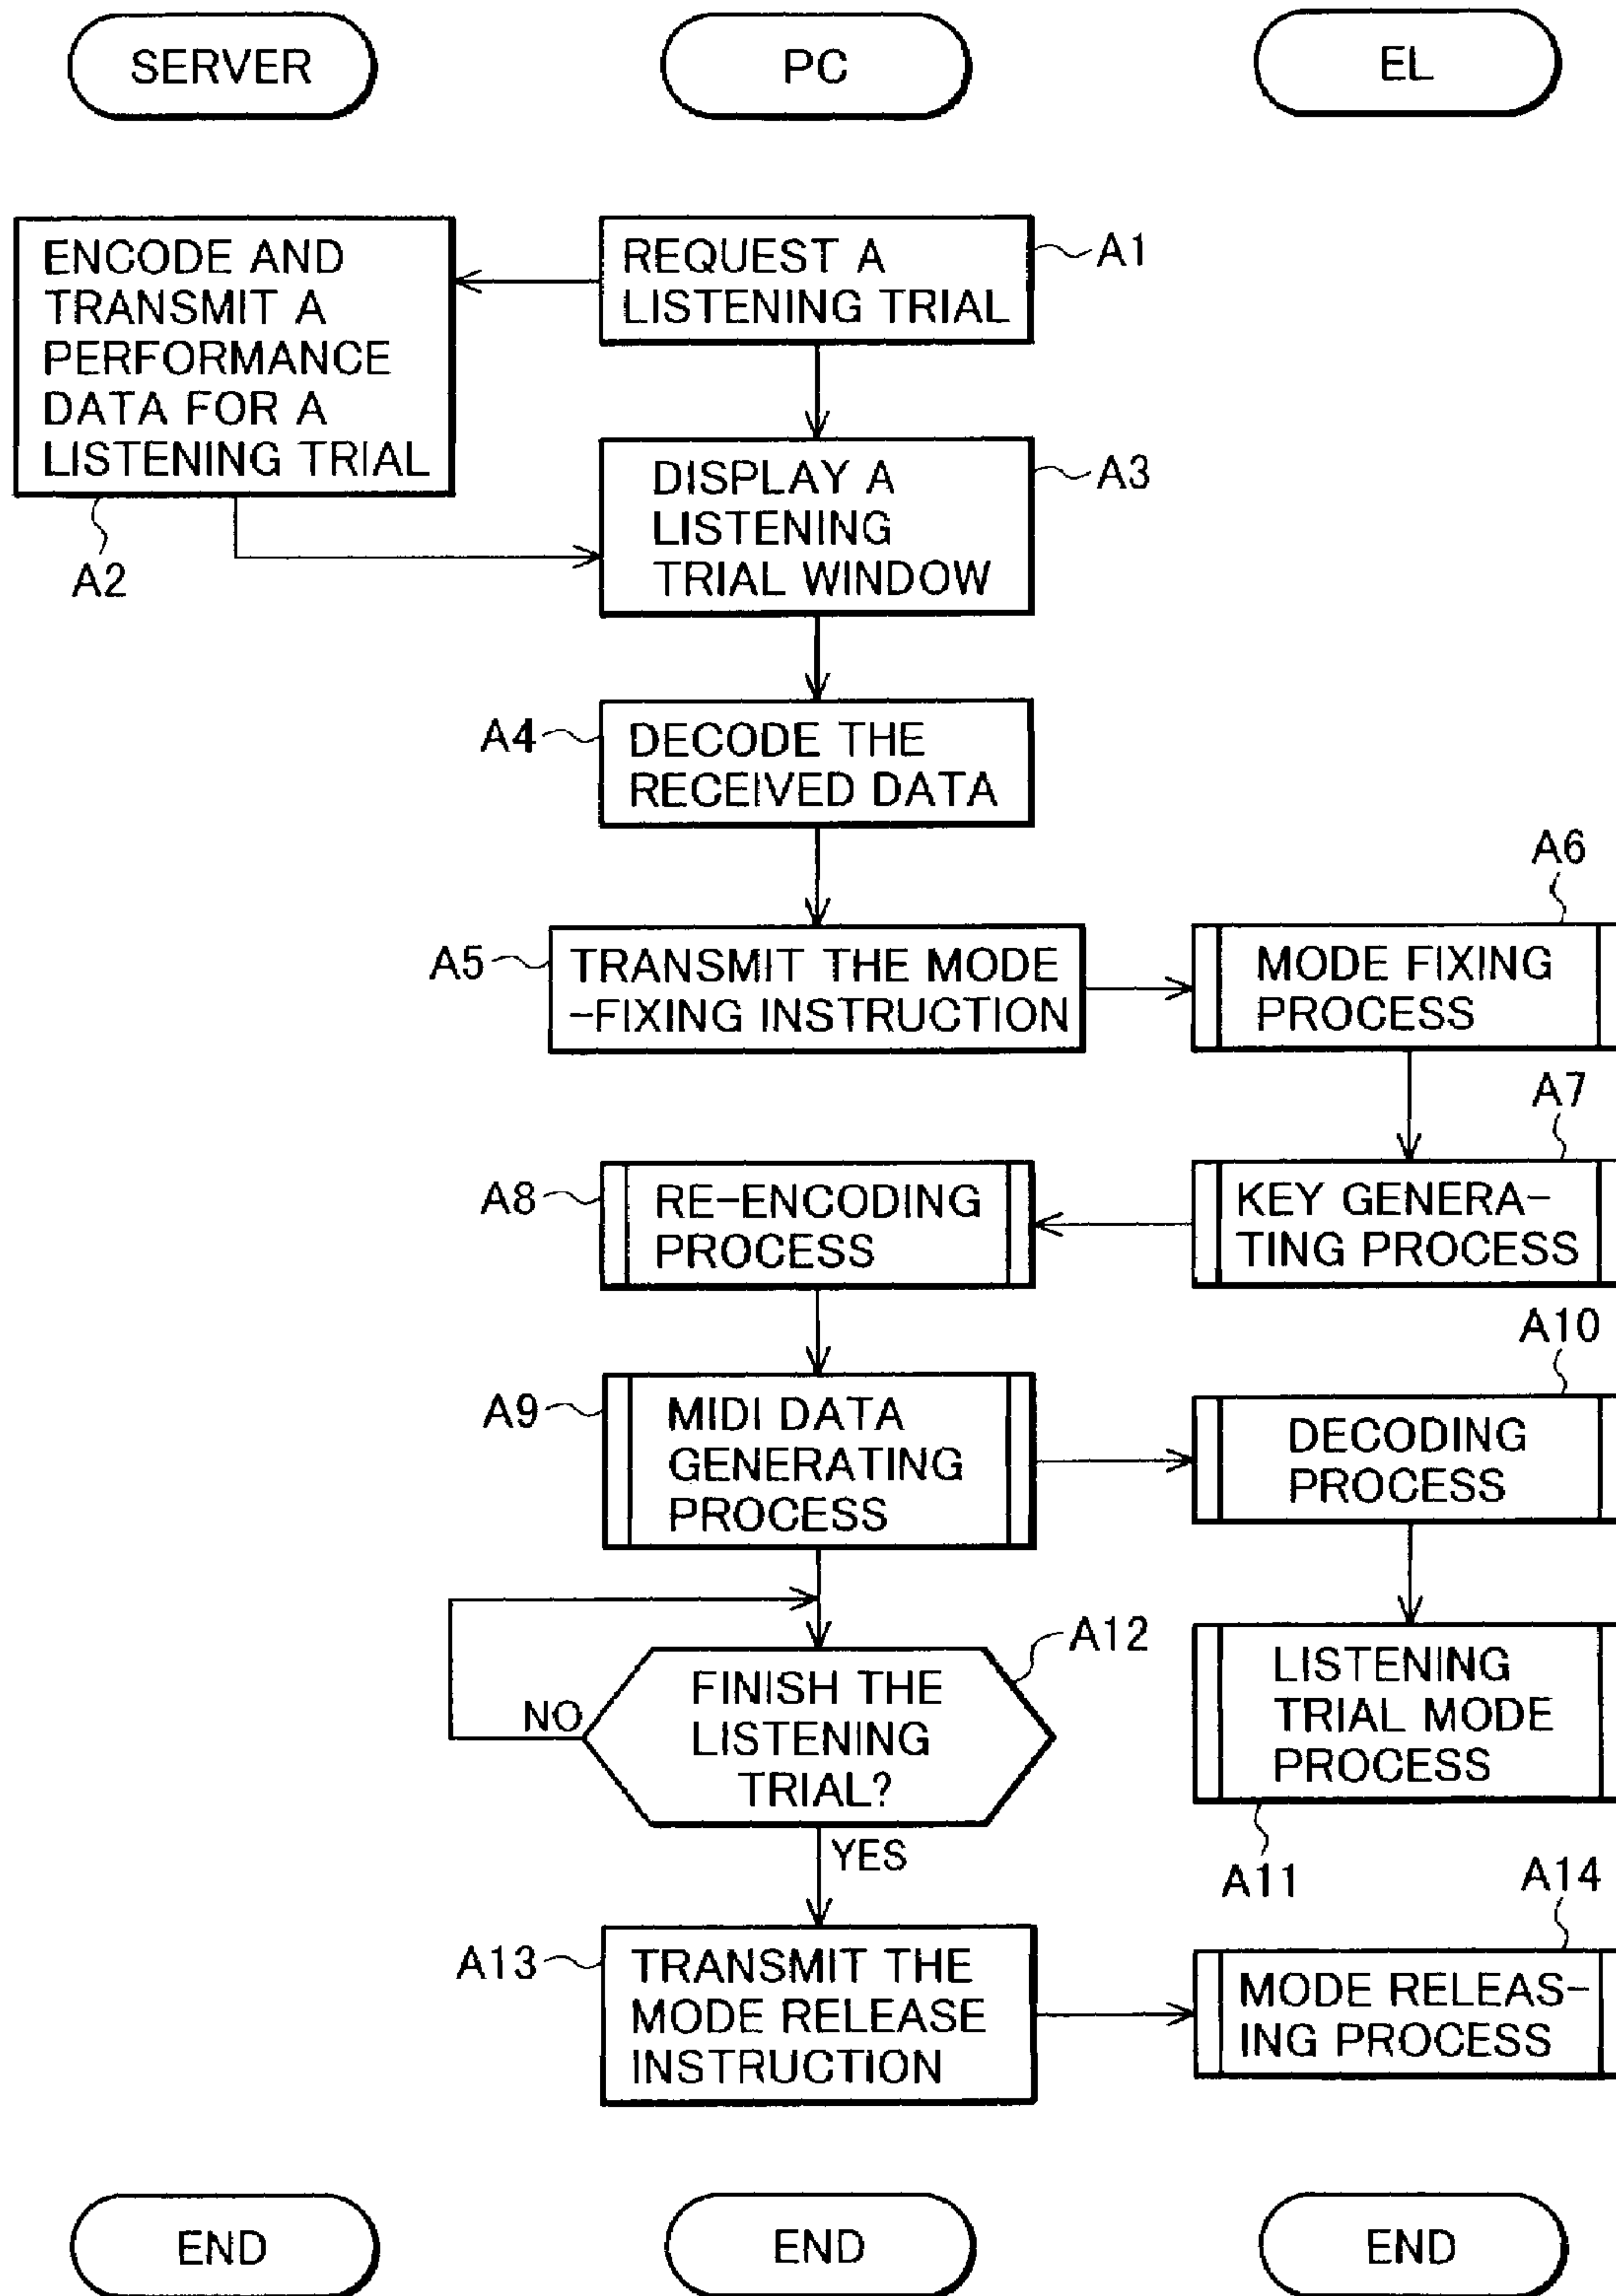 SERVER
PC
EL
ENCODE AND
TRANSMIT A
PERFORMANCE
DATA FOR A
LISTENING TRIAL
A2
REQUEST A
LISTENING TRIAL
A1
DISPLAY A
LISTENING
TRIAL WINDOW
A3
A4
DECODE THE
RECEIVED DATA
A5
TRANSMIT THE MODE
-FIXING INSTRUCTION
A6
MODE FIXING
PROCESS
A7
KEY GENERA-
TING PROCESS
A8
RE-ENCODING
PROCESS
A9
MIDI DATA
GENERATING
PROCESS
A10
DECODING
PROCESS
LISTENING
TRIAL MODE
PROCESS
A11
A12
FINISH THE
LISTENING
TRIAL?
NO
YES
A13
TRANSMIT THE
MODE RELEASE
INSTRUCTION
A14
MODE RELEAS-
ING PROCESS
END
END
END